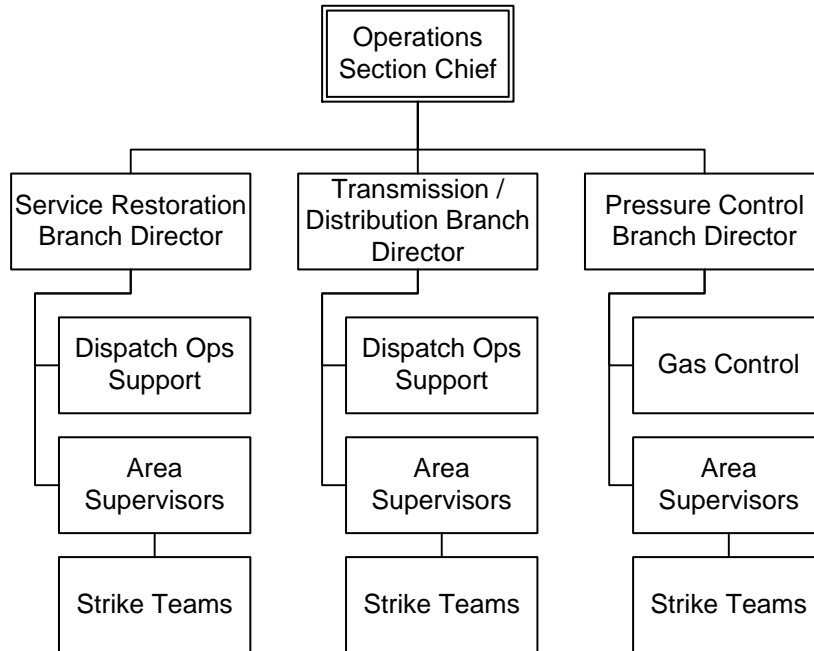 Operations
Section Chief
Service Restoration
Branch Director
Transmission /
Distribution Branch
Director
Pressure Control
Branch Director
Dispatch Ops
Support
Dispatch Ops
Support
Gas Control
Area
Supervisors
Area
Supervisors
Area
Supervisors
Strike Teams
Strike Teams
Strike Teams